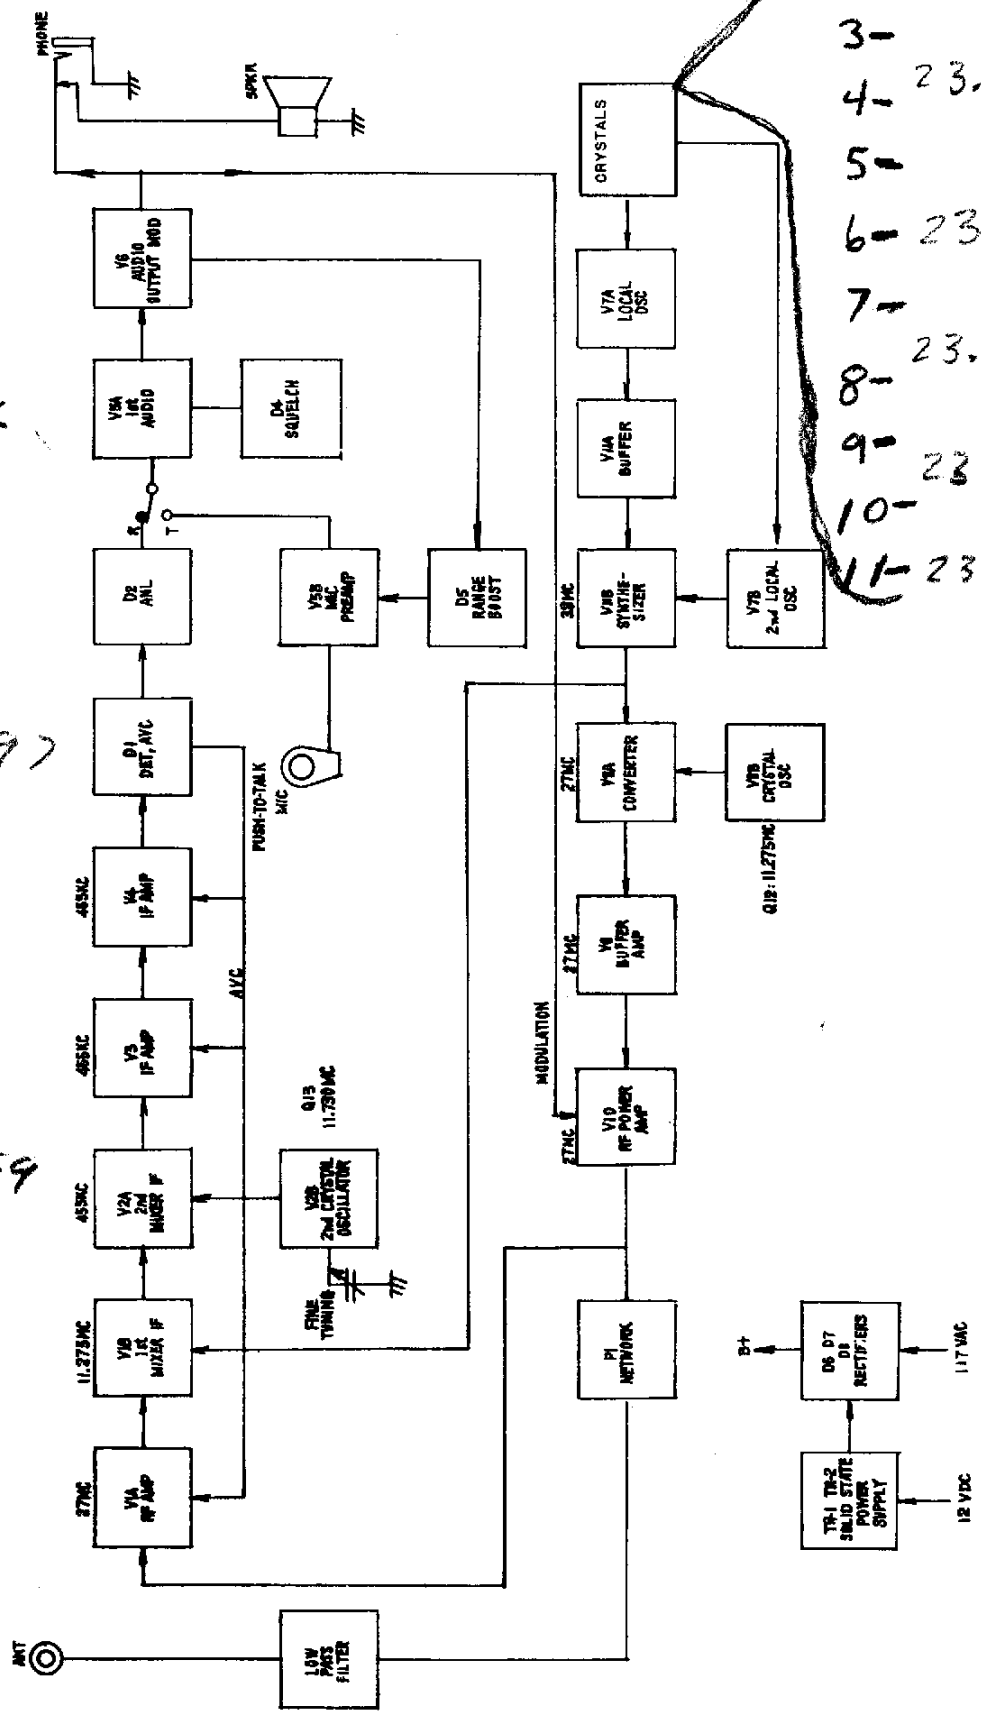 PHONE
SPKR
V6
AUDIO
OUTPUT MOD
V5A
1st
AUDIO
D4
SQUELCH
R
T
D2
ANL
V5B
MIC
PREAMP
D5
RANGE
BOOST
D1
DET, AVC
PUSH-TO-TALK
MIC
455KC
V4
IF AMP
AVC
455KC
V3
IF AMP
455KC
V2A
2nd
MIXER IF
Q13
11.730MC
V2B
2nd CRYSTAL
OSCILLATOR
FINE
TUNING
11.275MC
V1B
1st
MIXER IF
27MC
V1A
RF AMP
ANT
LOW
PASS
FILTER
CRYSTALS
V7A
LOCAL
OSC
V11A
BUFFER
38MC
V11B
SYNTHE-
SIZER
V7B
2nd LOCAL
OSC
27MC
CONVERTER
CRYSTAL
OSC
Q12: 11.275MC
27MC
BUFFER
AMP
MODULATION
27MC
V10
RF POWER
AMP
PI
NETWORK
B+
D6 D7
D8
RECTIFIERS
117 VAC
TR-1 TR-2
SOLID STATE
POWER
SUPPLY
12 VDC
3-
4- 23.
5-
6- 23
7-
8- 23.
9-
10- 23
11- 23